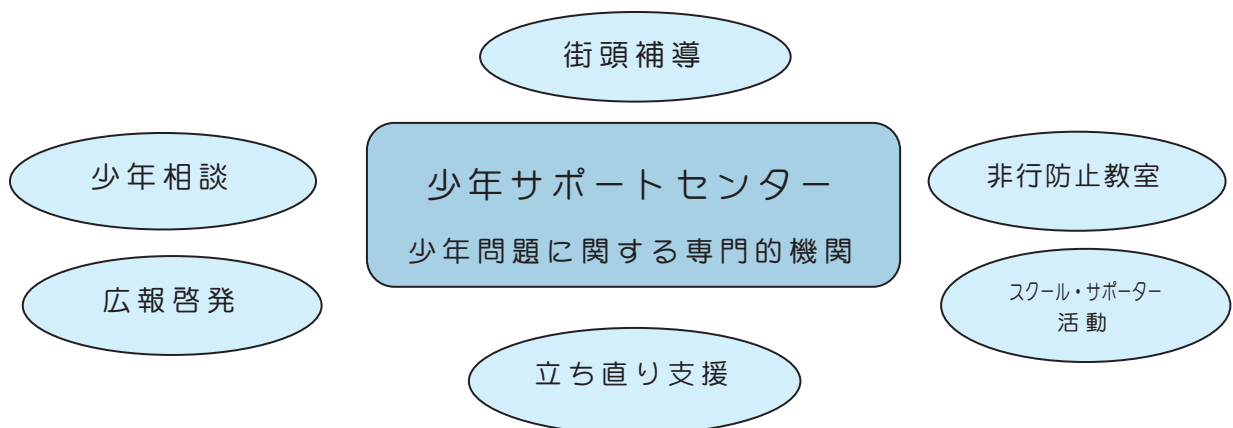 街頭補導
少年相談
少年サポートセンター
少年問題に関する専門的機関
非行防止教室
広報啓発
スクール・サポーター
活動
立ち直り支援